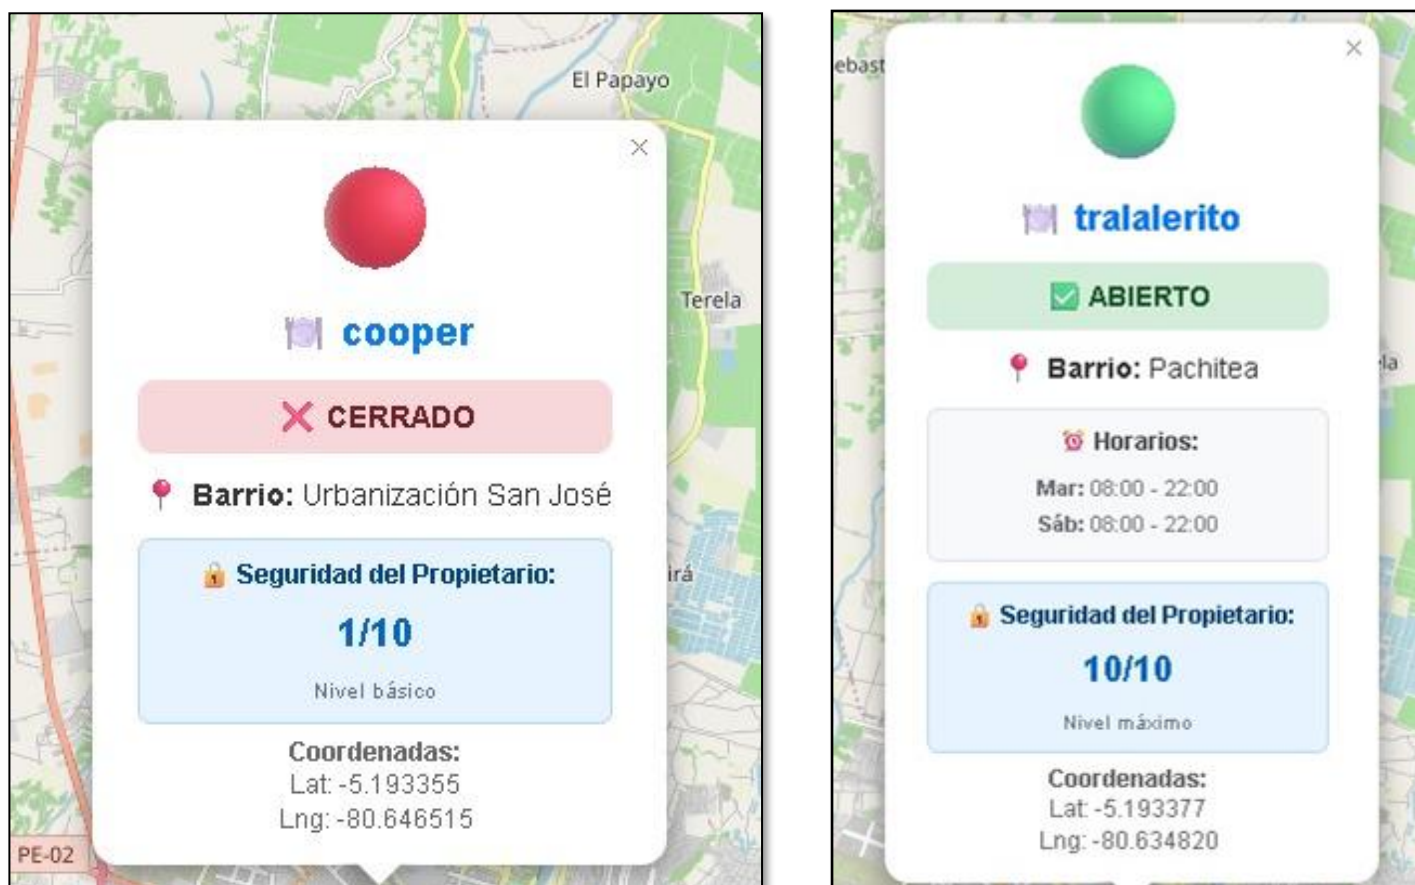 El Papayo
Terela
cooper
CERRADO
Barrio: Urbanización San José
Seguridad del Propietario:
1/10
Nivel básico
Coordenadas:
Lat: -5.193355
Lng: -80.646515
irá
PE-02
ebast
tralalerito
ABIERTO
Barrio: Pachitea
Horarios:
Mar: 08:00 - 22:00
Sáb: 08:00 - 22:00
Seguridad del Propietario:
10/10
Nivel máximo
Coordenadas:
Lat: -5.193377
Lng: -80.634820
la